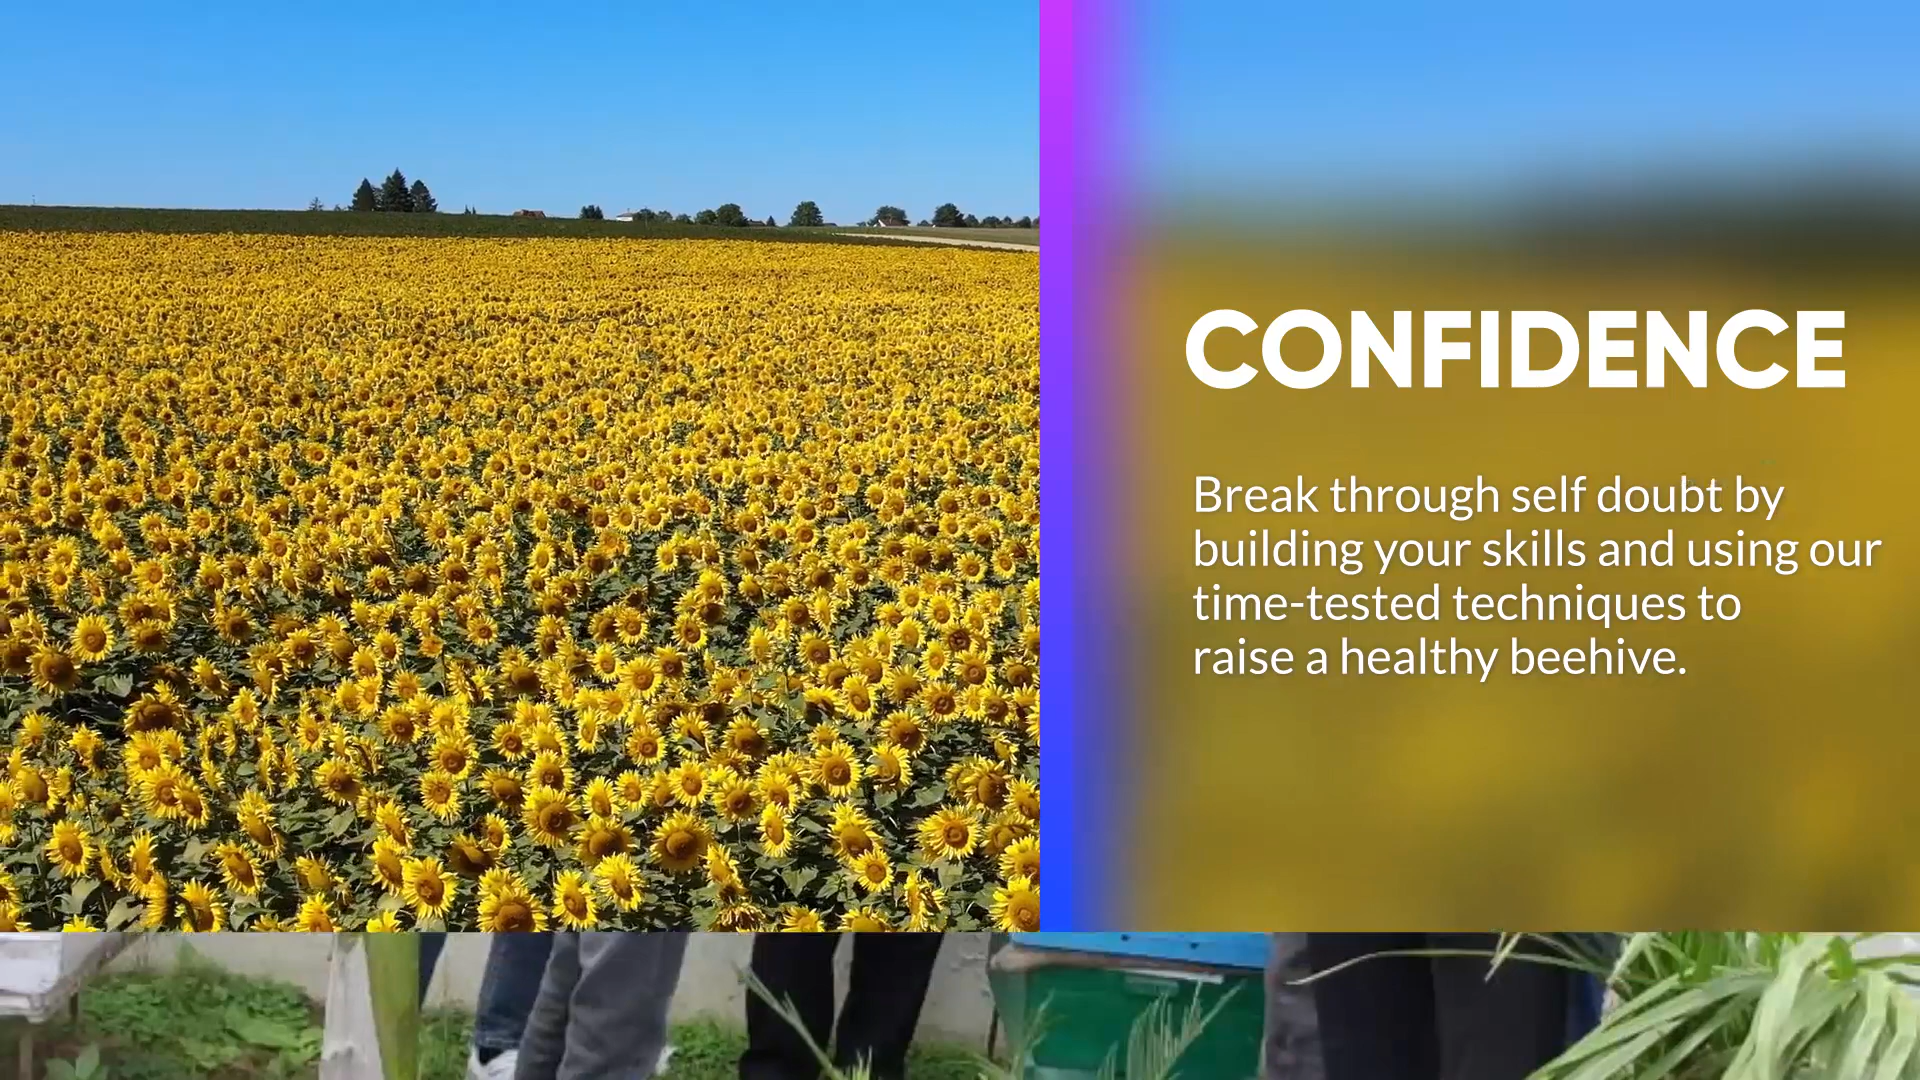 CONFIDENCE
Break through self doubt by
building your skills and using our
time-tested techniques to
raise a healthy beehive.